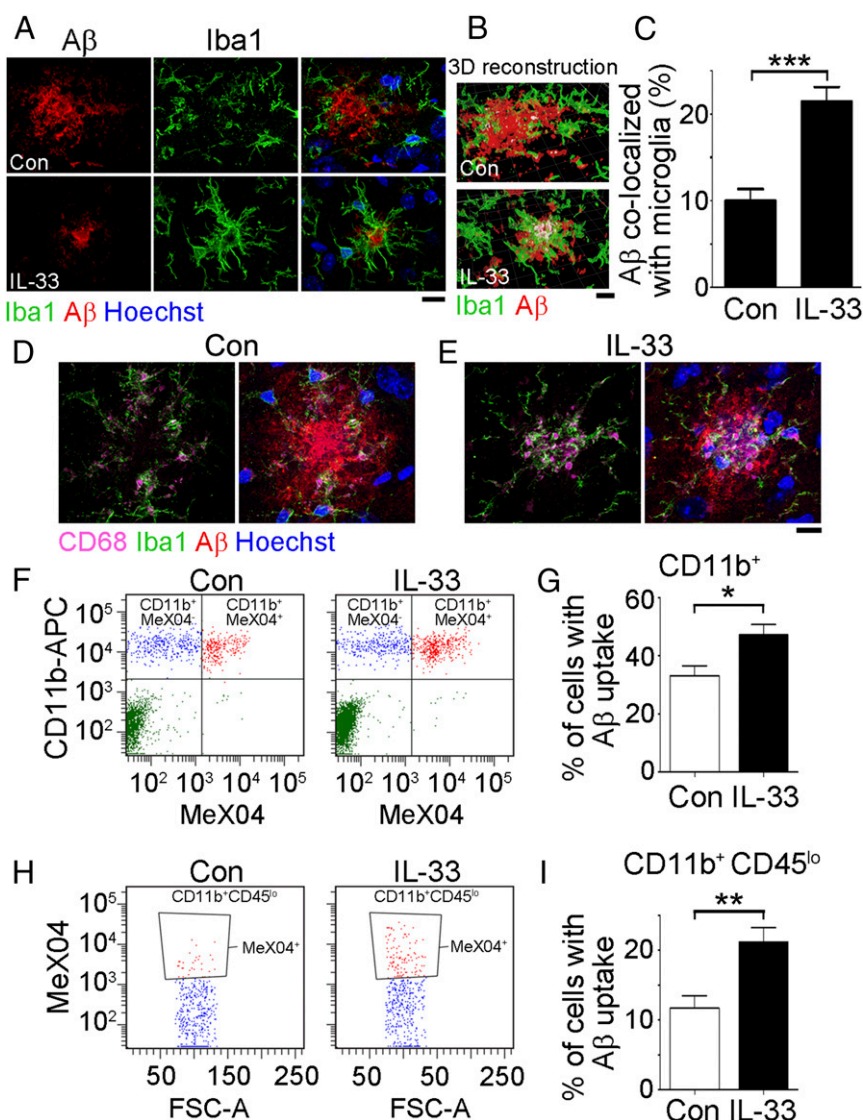 A
Aβ Iba1
Con
IL-33
Iba1 Aβ Hoechst
B
3D reconstruction
Con
IL-33
Iba1 Aβ
C
Aβ co-localized
with microglia (%)
20
10
0
***
Con IL-33
D
Con
E
IL-33
CD68 Iba1 Aβ Hoechst
F
Con IL-33
CD11b-APC
10⁵
10⁴
10³
10²
CD11b⁺
MeX04⁻
CD11b⁺
MeX04⁺
CD11b⁺
MeX04⁻
CD11b⁺
MeX04⁺
10² 10³ 10⁴ 10⁵
10² 10³ 10⁴ 10⁵
MeX04 MeX04
G
CD11b⁺
% of cells with
Aβ uptake
60
40
20
0
*
Con IL-33
H
Con IL-33
MeX04
10⁵
10⁴
10³
10²
CD11b⁺CD45ˡᵒ
MeX04⁺
CD11b⁺CD45ˡᵒ
MeX04⁺
50 150 250
50 150 250
FSC-A FSC-A
I
CD11b⁺ CD45ˡᵒ
% of cells with
Aβ uptake
20
10
0
**
Con IL-33